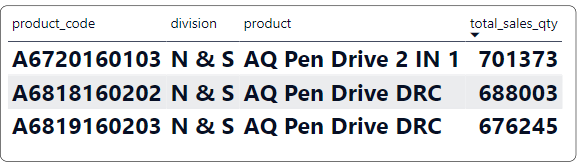 product_code division product total_sales_qty
A6720160103 N & S AQ Pen Drive 2 IN 1 701373
A6818160202 N & S AQ Pen Drive DRC 688003
A6819160203 N & S AQ Pen Drive DRC 676245